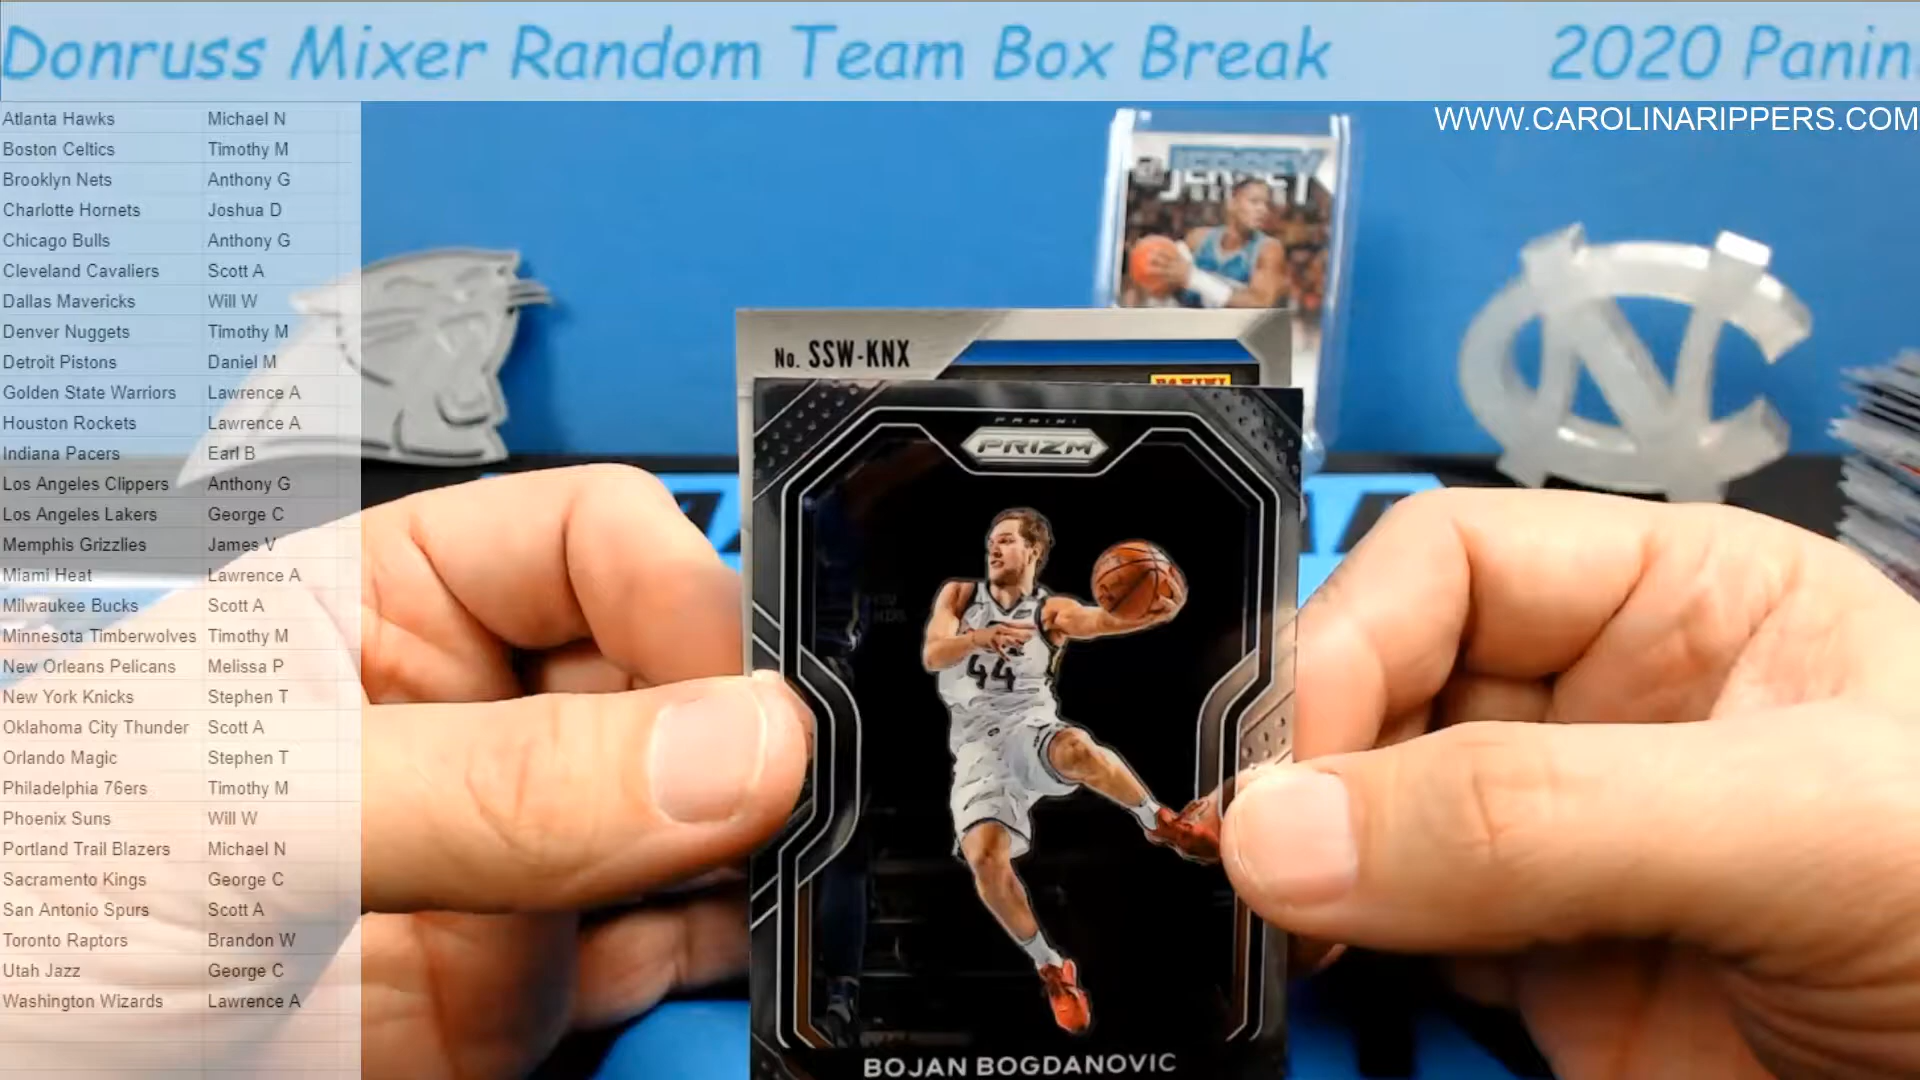 Donruss Mixer Random Team Box Break 2020 Panin
WWW.CAROLINARIPPERS.COM
Atlanta Hawks Michael N
Boston Celtics Timothy M
Brooklyn Nets Anthony G
Charlotte Hornets Joshua D
Chicago Bulls Anthony G
Cleveland Cavaliers Scott A
Dallas Mavericks Will W
Denver Nuggets Timothy M
Detroit Pistons Daniel M
Golden State Warriors Lawrence A
Houston Rockets Lawrence A
Indiana Pacers Earl B
Los Angeles Clippers Anthony G
Los Angeles Lakers George C
Memphis Grizzlies James V
Miami Heat Lawrence A
Milwaukee Bucks Scott A
Minnesota Timberwolves Timothy M
New Orleans Pelicans Melissa P
New York Knicks Stephen T
Oklahoma City Thunder Scott A
Orlando Magic Stephen T
Philadelphia 76ers Timothy M
Phoenix Suns Will W
Portland Trail Blazers Michael N
Sacramento Kings George C
San Antonio Spurs Scott A
Toronto Raptors Brandon W
Utah Jazz George C
Washington Wizards Lawrence A
JERSEY
NC
No. SSW-KNX
PANINI
PANINI
PRIZM
44
BOJAN BOGDANOVIC